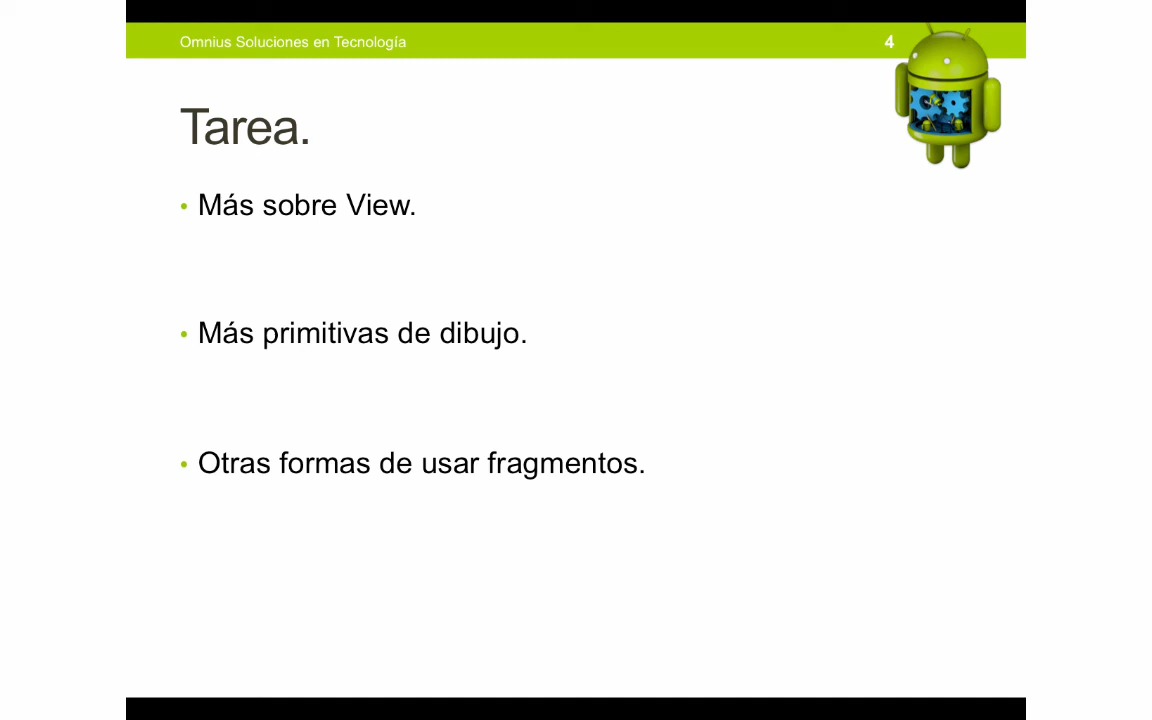 Omnius Soluciones en Tecnología 4
Tarea.
• Más sobre View.
• Más primitivas de dibujo.
• Otras formas de usar fragmentos.